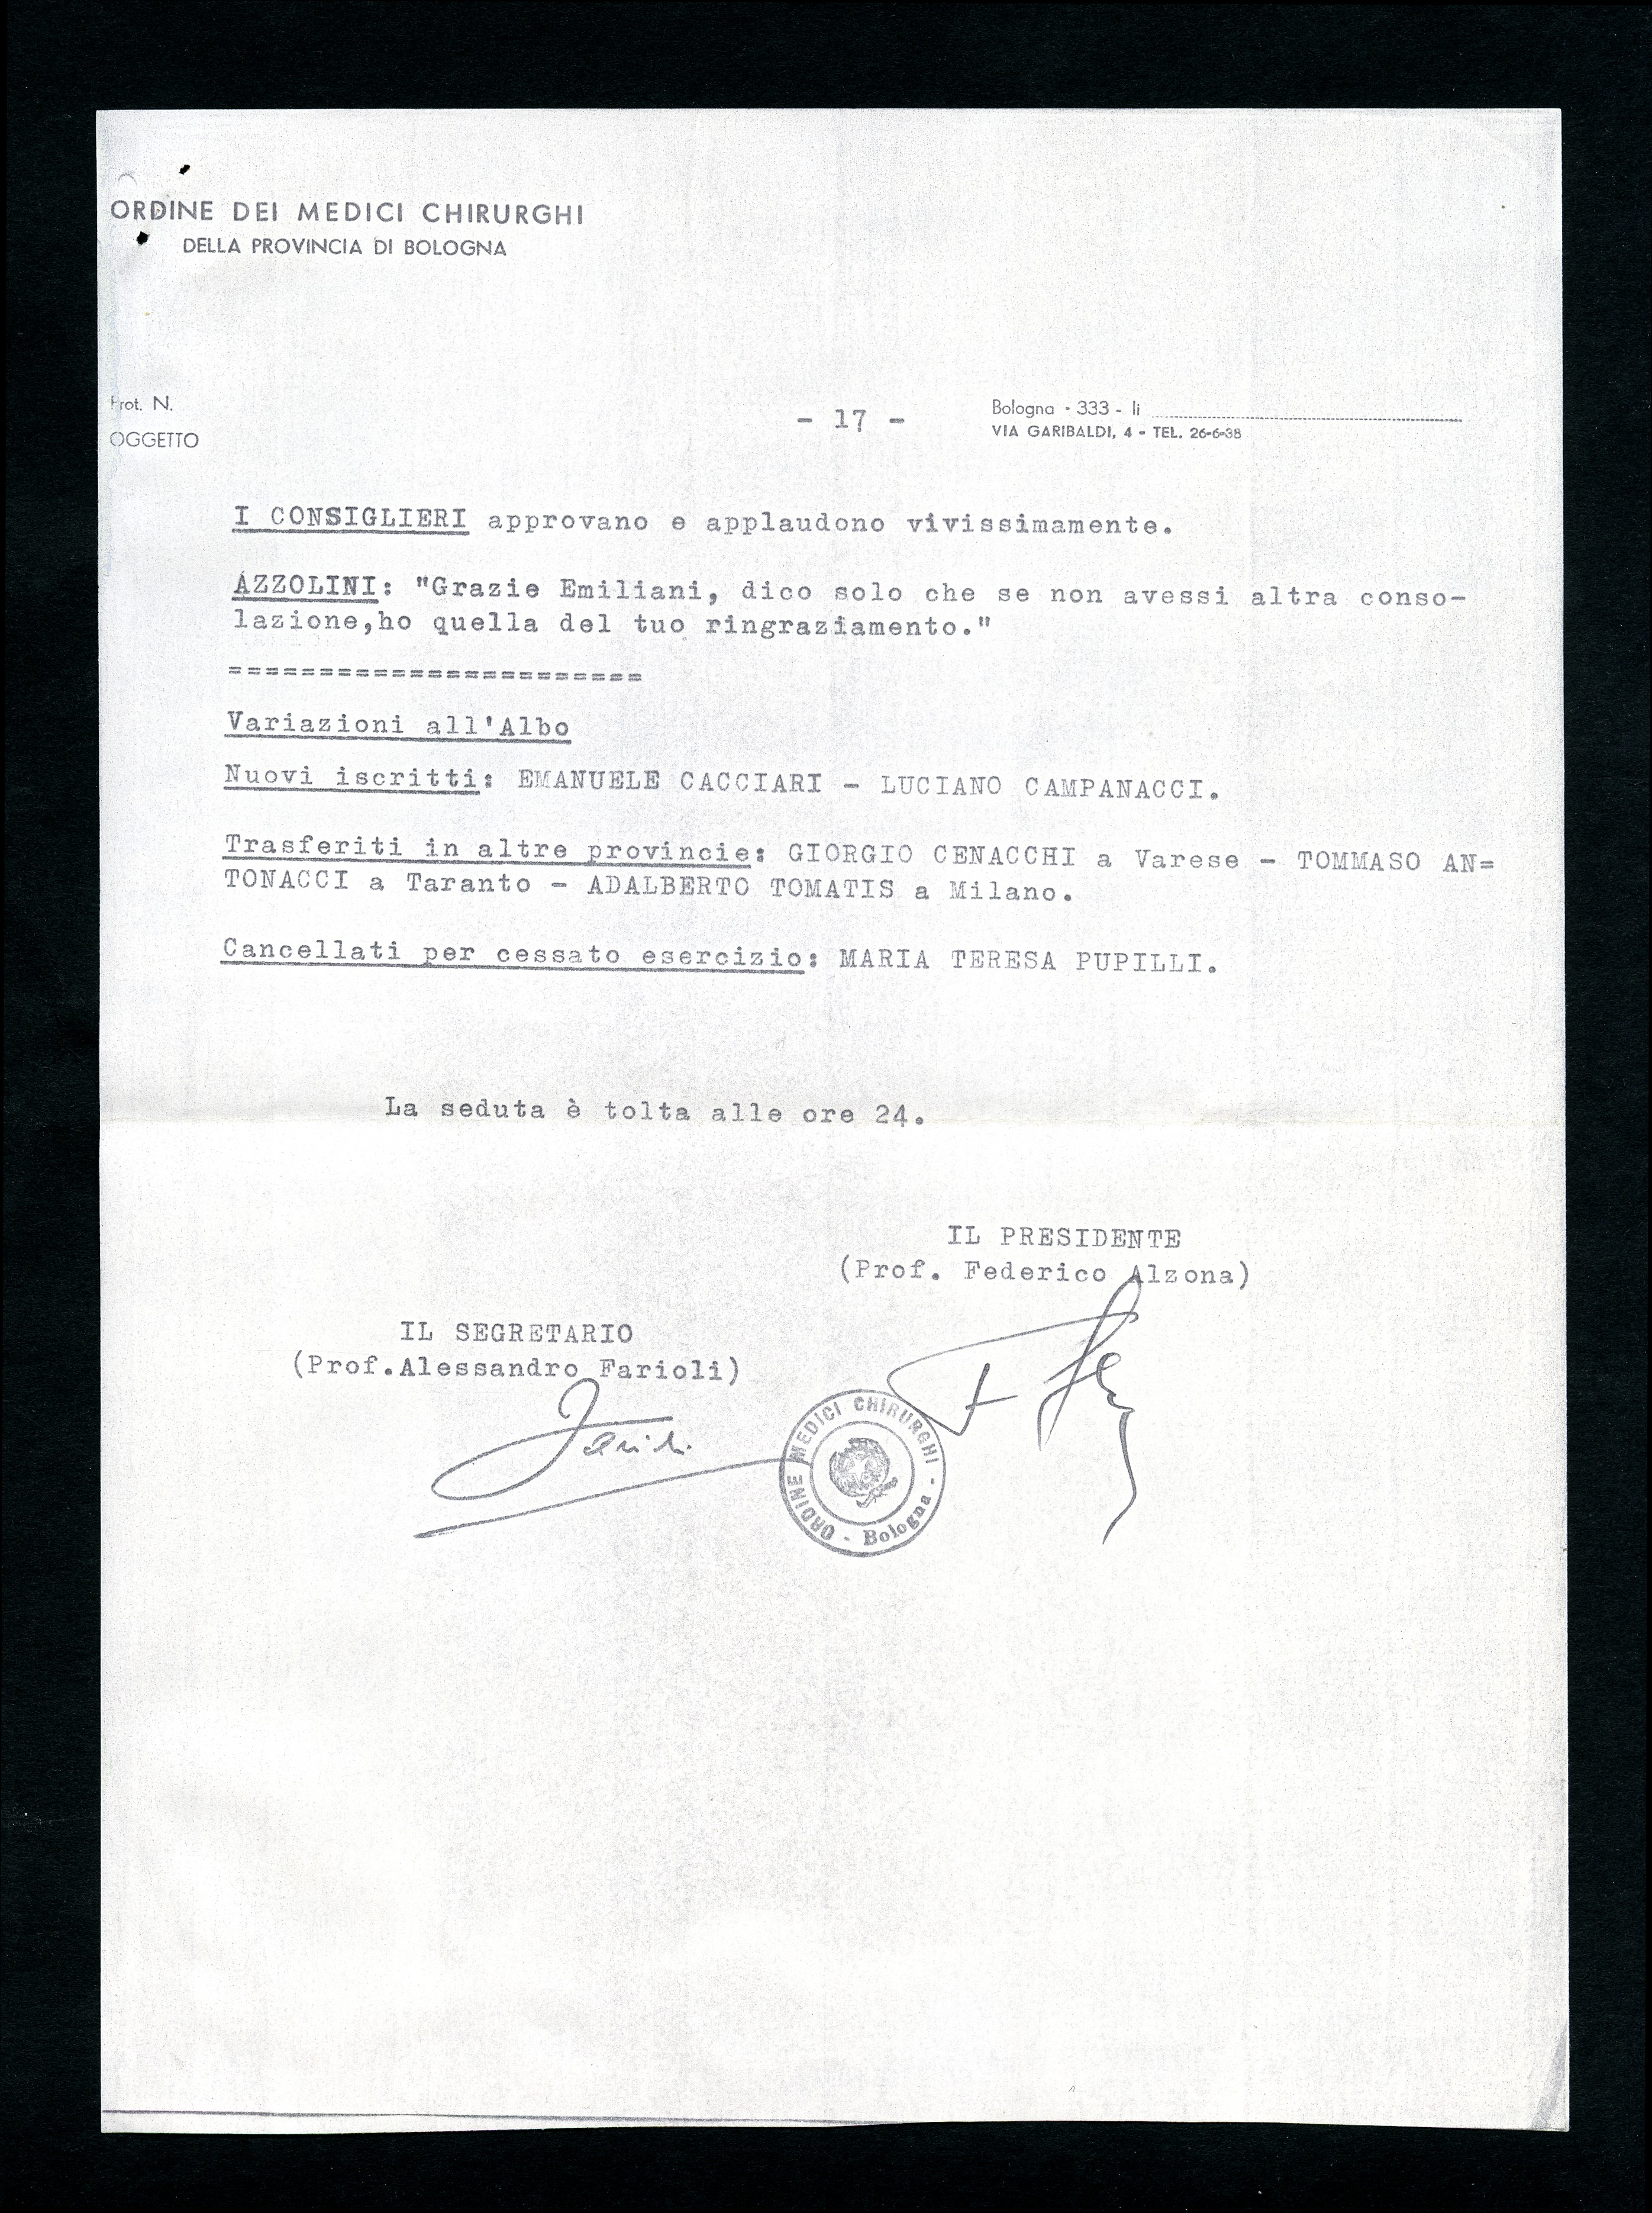 ORDINE DEI MEDICI CHIRURGHI
DELLA PROVINCIA DI BOLOGNA
Prot. N.
OGGETTO
- 17 -
Bologna - 333 - li
VIA GARIBALDI, 4 - TEL. 26-6-38
I CONSIGLIERI approvano e applaudono vivissimamente.
AZZOLINI: "Grazie Emiliani, dico solo che se non avessi altra conso-
lazione,ho quella del tuo ringraziamento."
=======================
Variazioni all'Albo
Nuovi iscritti: EMANUELE CACCIARI - LUCIANO CAMPANACCI.
Trasferiti in altre provincie: GIORGIO CENACCHI a Varese - TOMMASO AN=
TONACCI a Taranto - ADALBERTO TOMATIS a Milano.
Cancellati per cessato esercizio: MARIA TERESA PUPILLI.
La seduta è tolta alle ore 24.
IL PRESIDENTE
(Prof. Federico Alzona)
IL SEGRETARIO
(Prof.Alessandro Farioli)
ORDINE MEDICI CHIRURGHI - Bologna -